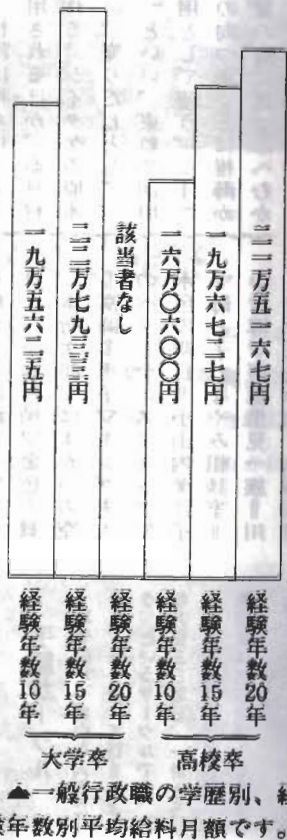 二一万五一六七円
一九万六七二七円
一六万〇六〇〇円
該当者なし
二二万七九三三円
一九万五六二五円
経験年数20年
経験年数15年
経験年数10年
経験年数20年
経験年数15年
経験年数10年
高校卒
大学卒
▲一般行政職の学歴別、経
年数別平均給料月額です。